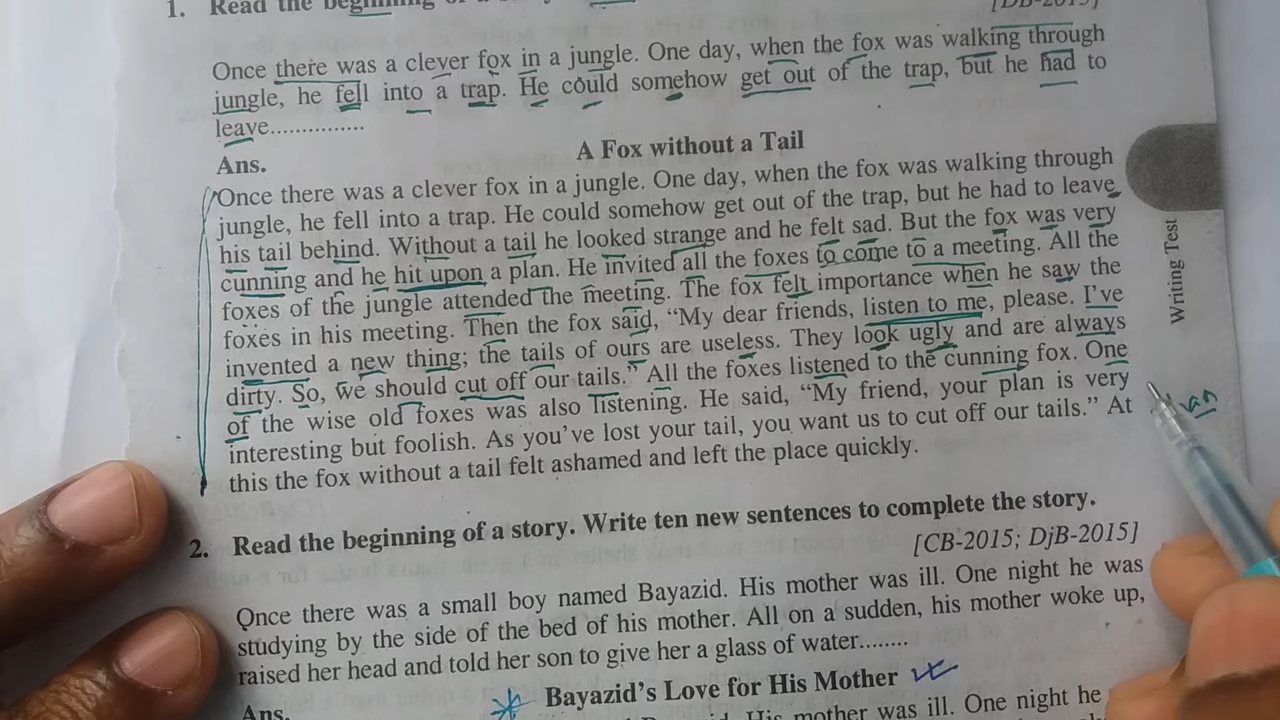 1. Read the beginning of a
Once there was a clever fox in a jungle. One day, when the fox was walking through
jungle, he fell into a trap. He could somehow get out of the trap, but he had to
leave...............
Ans.
A Fox without a Tail
Once there was a clever fox in a jungle. One day, when the fox was walking through
jungle, he fell into a trap. He could somehow get out of the trap, but he had to leave
his tail behind. Without a tail he looked strange and he felt sad. But the fox was very
cunning and he hit upon a plan. He invited all the foxes to come to a meeting. All the
foxes of the jungle attended the meeting. The fox felt importance when he saw the
foxes in his meeting. Then the fox said, “My dear friends, listen to me, please. I’ve
invented a new thing; the tails of ours are useless. They look ugly and are always
dirty. So, we should cut off our tails.” All the foxes listened to the cunning fox. One
of the wise old foxes was also listening. He said, “My friend, your plan is very
interesting but foolish. As you’ve lost your tail, you want us to cut off our tails.” At
this the fox without a tail felt ashamed and left the place quickly.
Writing Test
2. Read the beginning of a story. Write ten new sentences to complete the story.
[CB-2015; DjB-2015]
Once there was a small boy named Bayazid. His mother was ill. One night he was
studying by the side of the bed of his mother. All on a sudden, his mother woke up,
raised her head and told her son to give her a glass of water........
Bayazid’s Love for His Mother
Ans.
His mother was ill. One night he